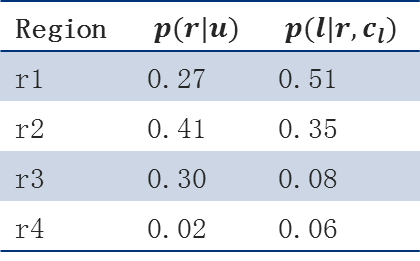 Region p(r|u) p(l|r, c_l)
r1 0.27 0.51
r2 0.41 0.35
r3 0.30 0.08
r4 0.02 0.06